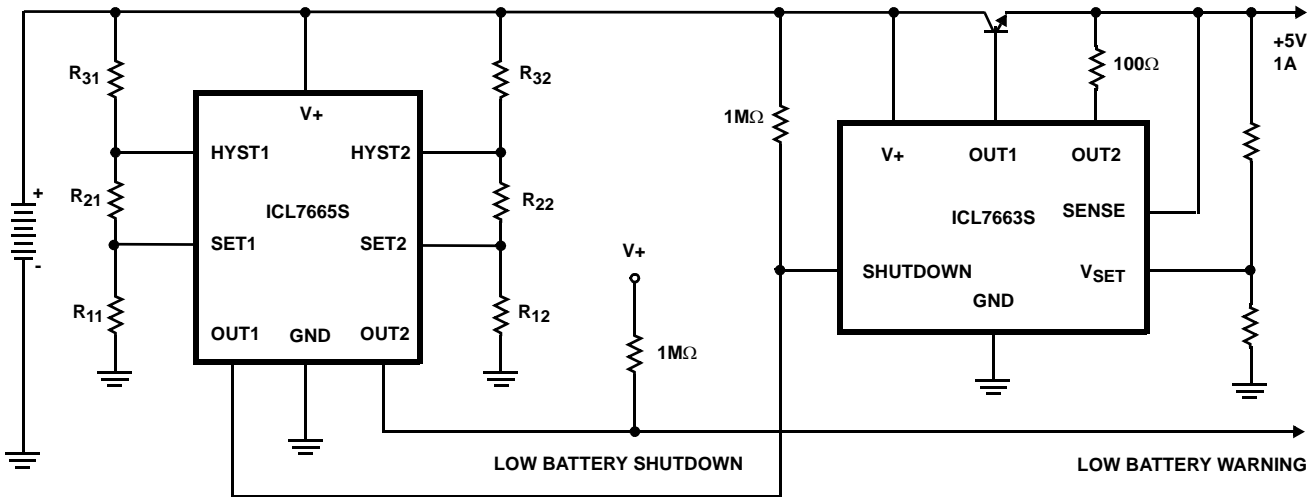 +5V
1A
R31
R32
100Ω
1MΩ
V+
HYST1
HYST2
R21
R22
ICL7665S
SET1
SET2
R11
R12
OUT1
GND
OUT2
V+
OUT1
OUT2
ICL7663S
SENSE
SHUTDOWN
VSET
GND
V+
1MΩ
+
-
LOW BATTERY SHUTDOWN
LOW BATTERY WARNING